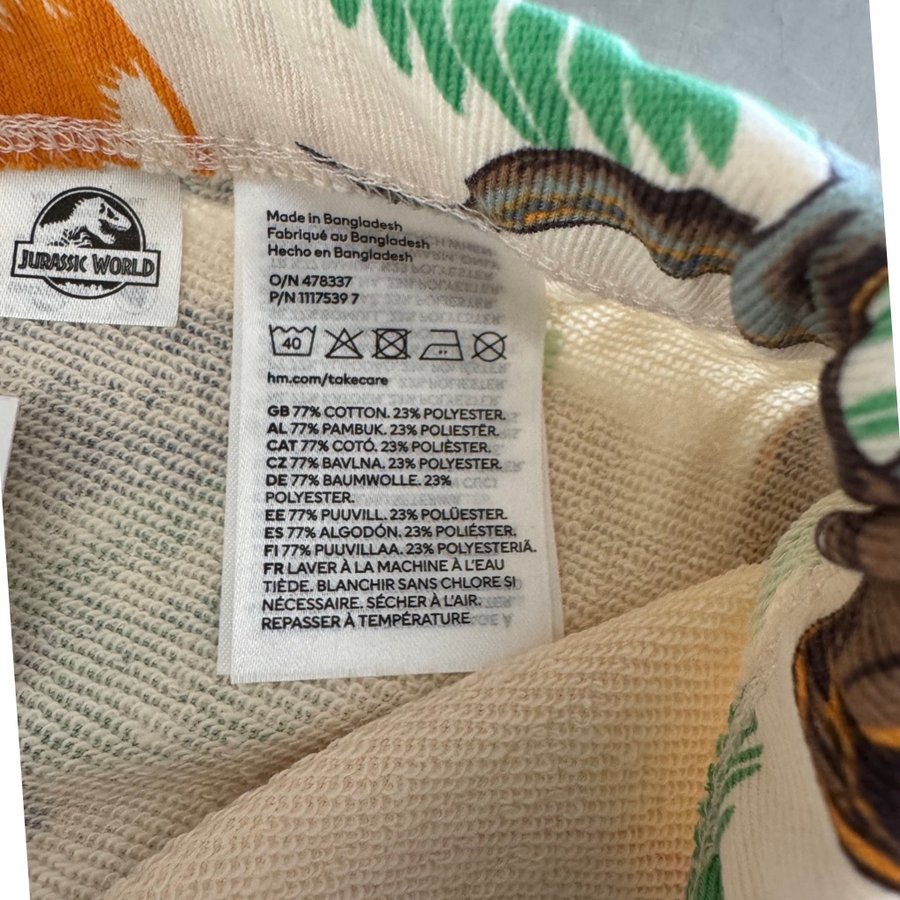 JURASSIC WORLD
Made in Bangladesh
Fabriqué au Bangladesh
Hecho en Bangladesh
O/N 478337
P/N 1117539 7
40
hm.com/takecare
GB 77% COTTON. 23% POLYESTER.
AL 77% PAMBUK. 23% POLIESTËR.
CAT 77% COTÓ. 23% POLIÈSTER.
CZ 77% BAVLNA. 23% POLYESTER.
DE 77% BAUMWOLLE. 23%
POLYESTER.
EE 77% PUUVILL. 23% POLÜESTER.
ES 77% ALGODÓN. 23% POLIÉSTER.
FI 77% PUUVILLAA. 23% POLYESTERIÄ.
FR LAVER À LA MACHINE À L'EAU
TIÈDE. BLANCHIR SANS CHLORE SI
NÉCESSAIRE. SÉCHER À L'AIR.
REPASSER À TEMPÉRATURE